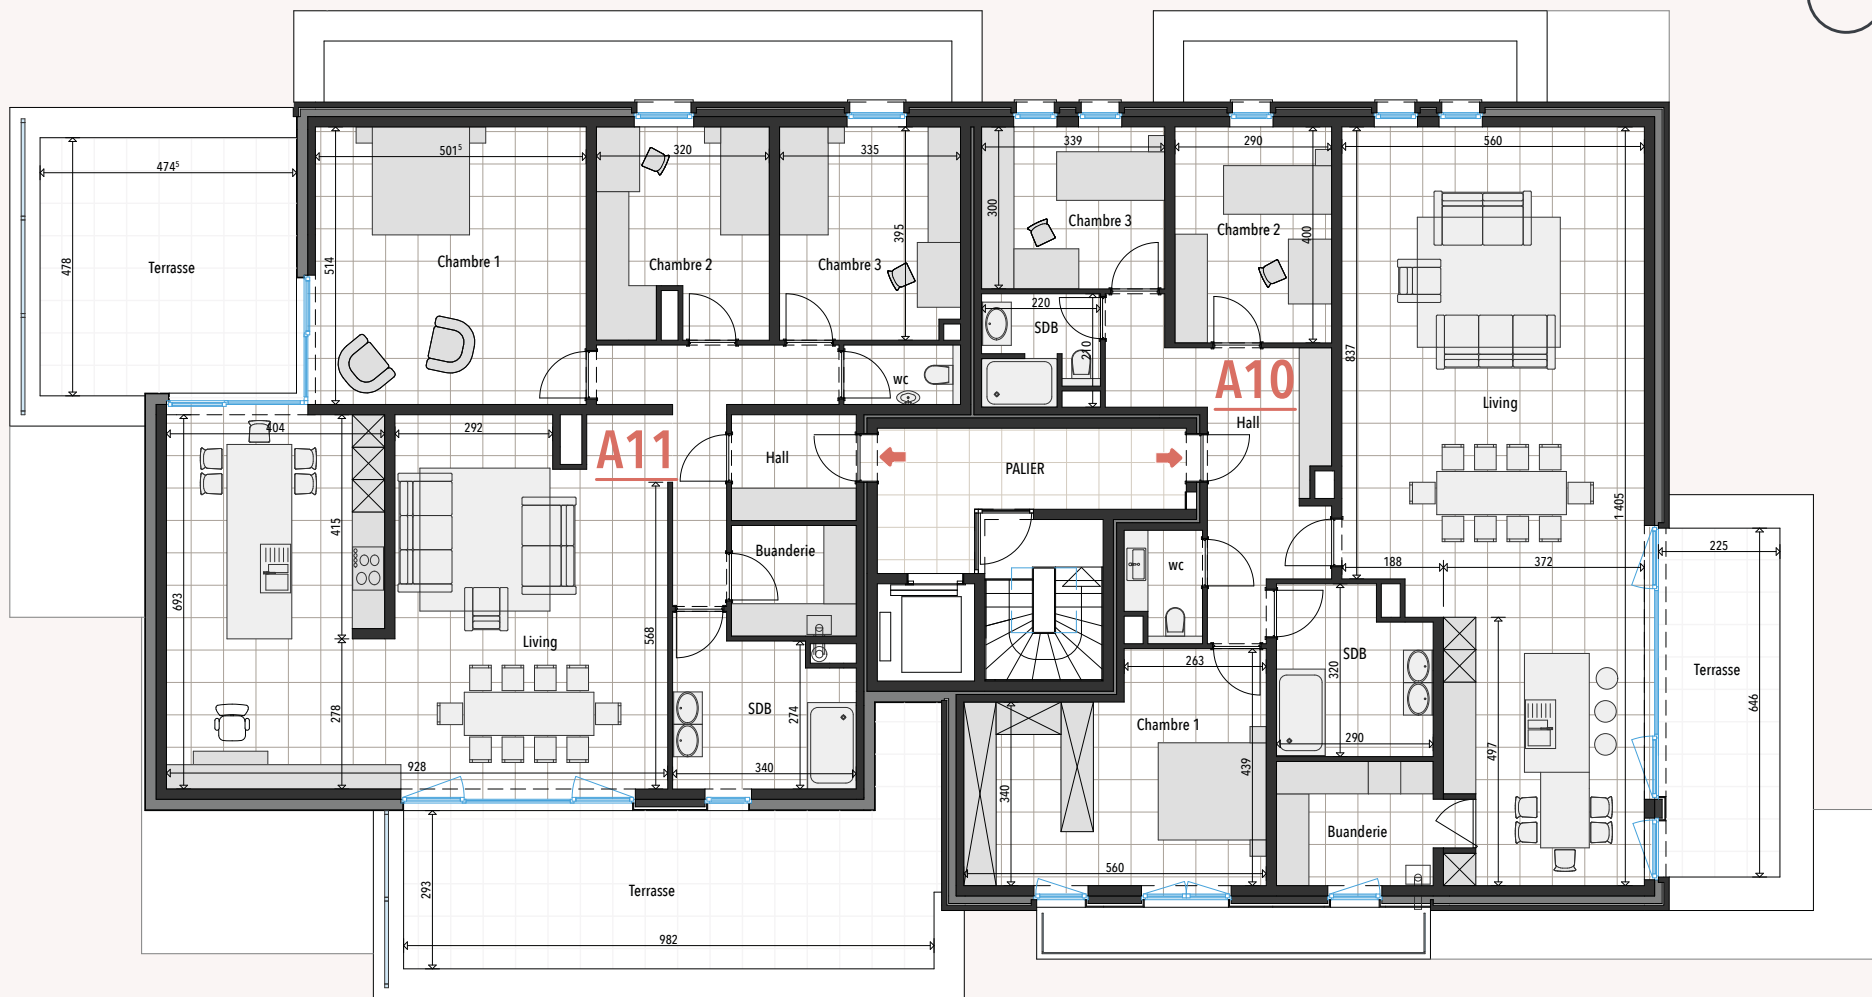 501⁵
320
335
339
290
560
474⁵
478
514
395
300
400
Terrasse
Chambre 1
Chambre 2
Chambre 3
Chambre 3
Chambre 2
220
SDB
210
837
wc
A10
Living
Hall
404
292
A11
Hall
PALIER
415
1 405
693
568
Buanderie
wc
188
372
225
Living
263
SDB
320
Terrasse
646
278
SDB
274
Chambre 1
290
497
928
340
439
340
Buanderie
560
293
Terrasse
982